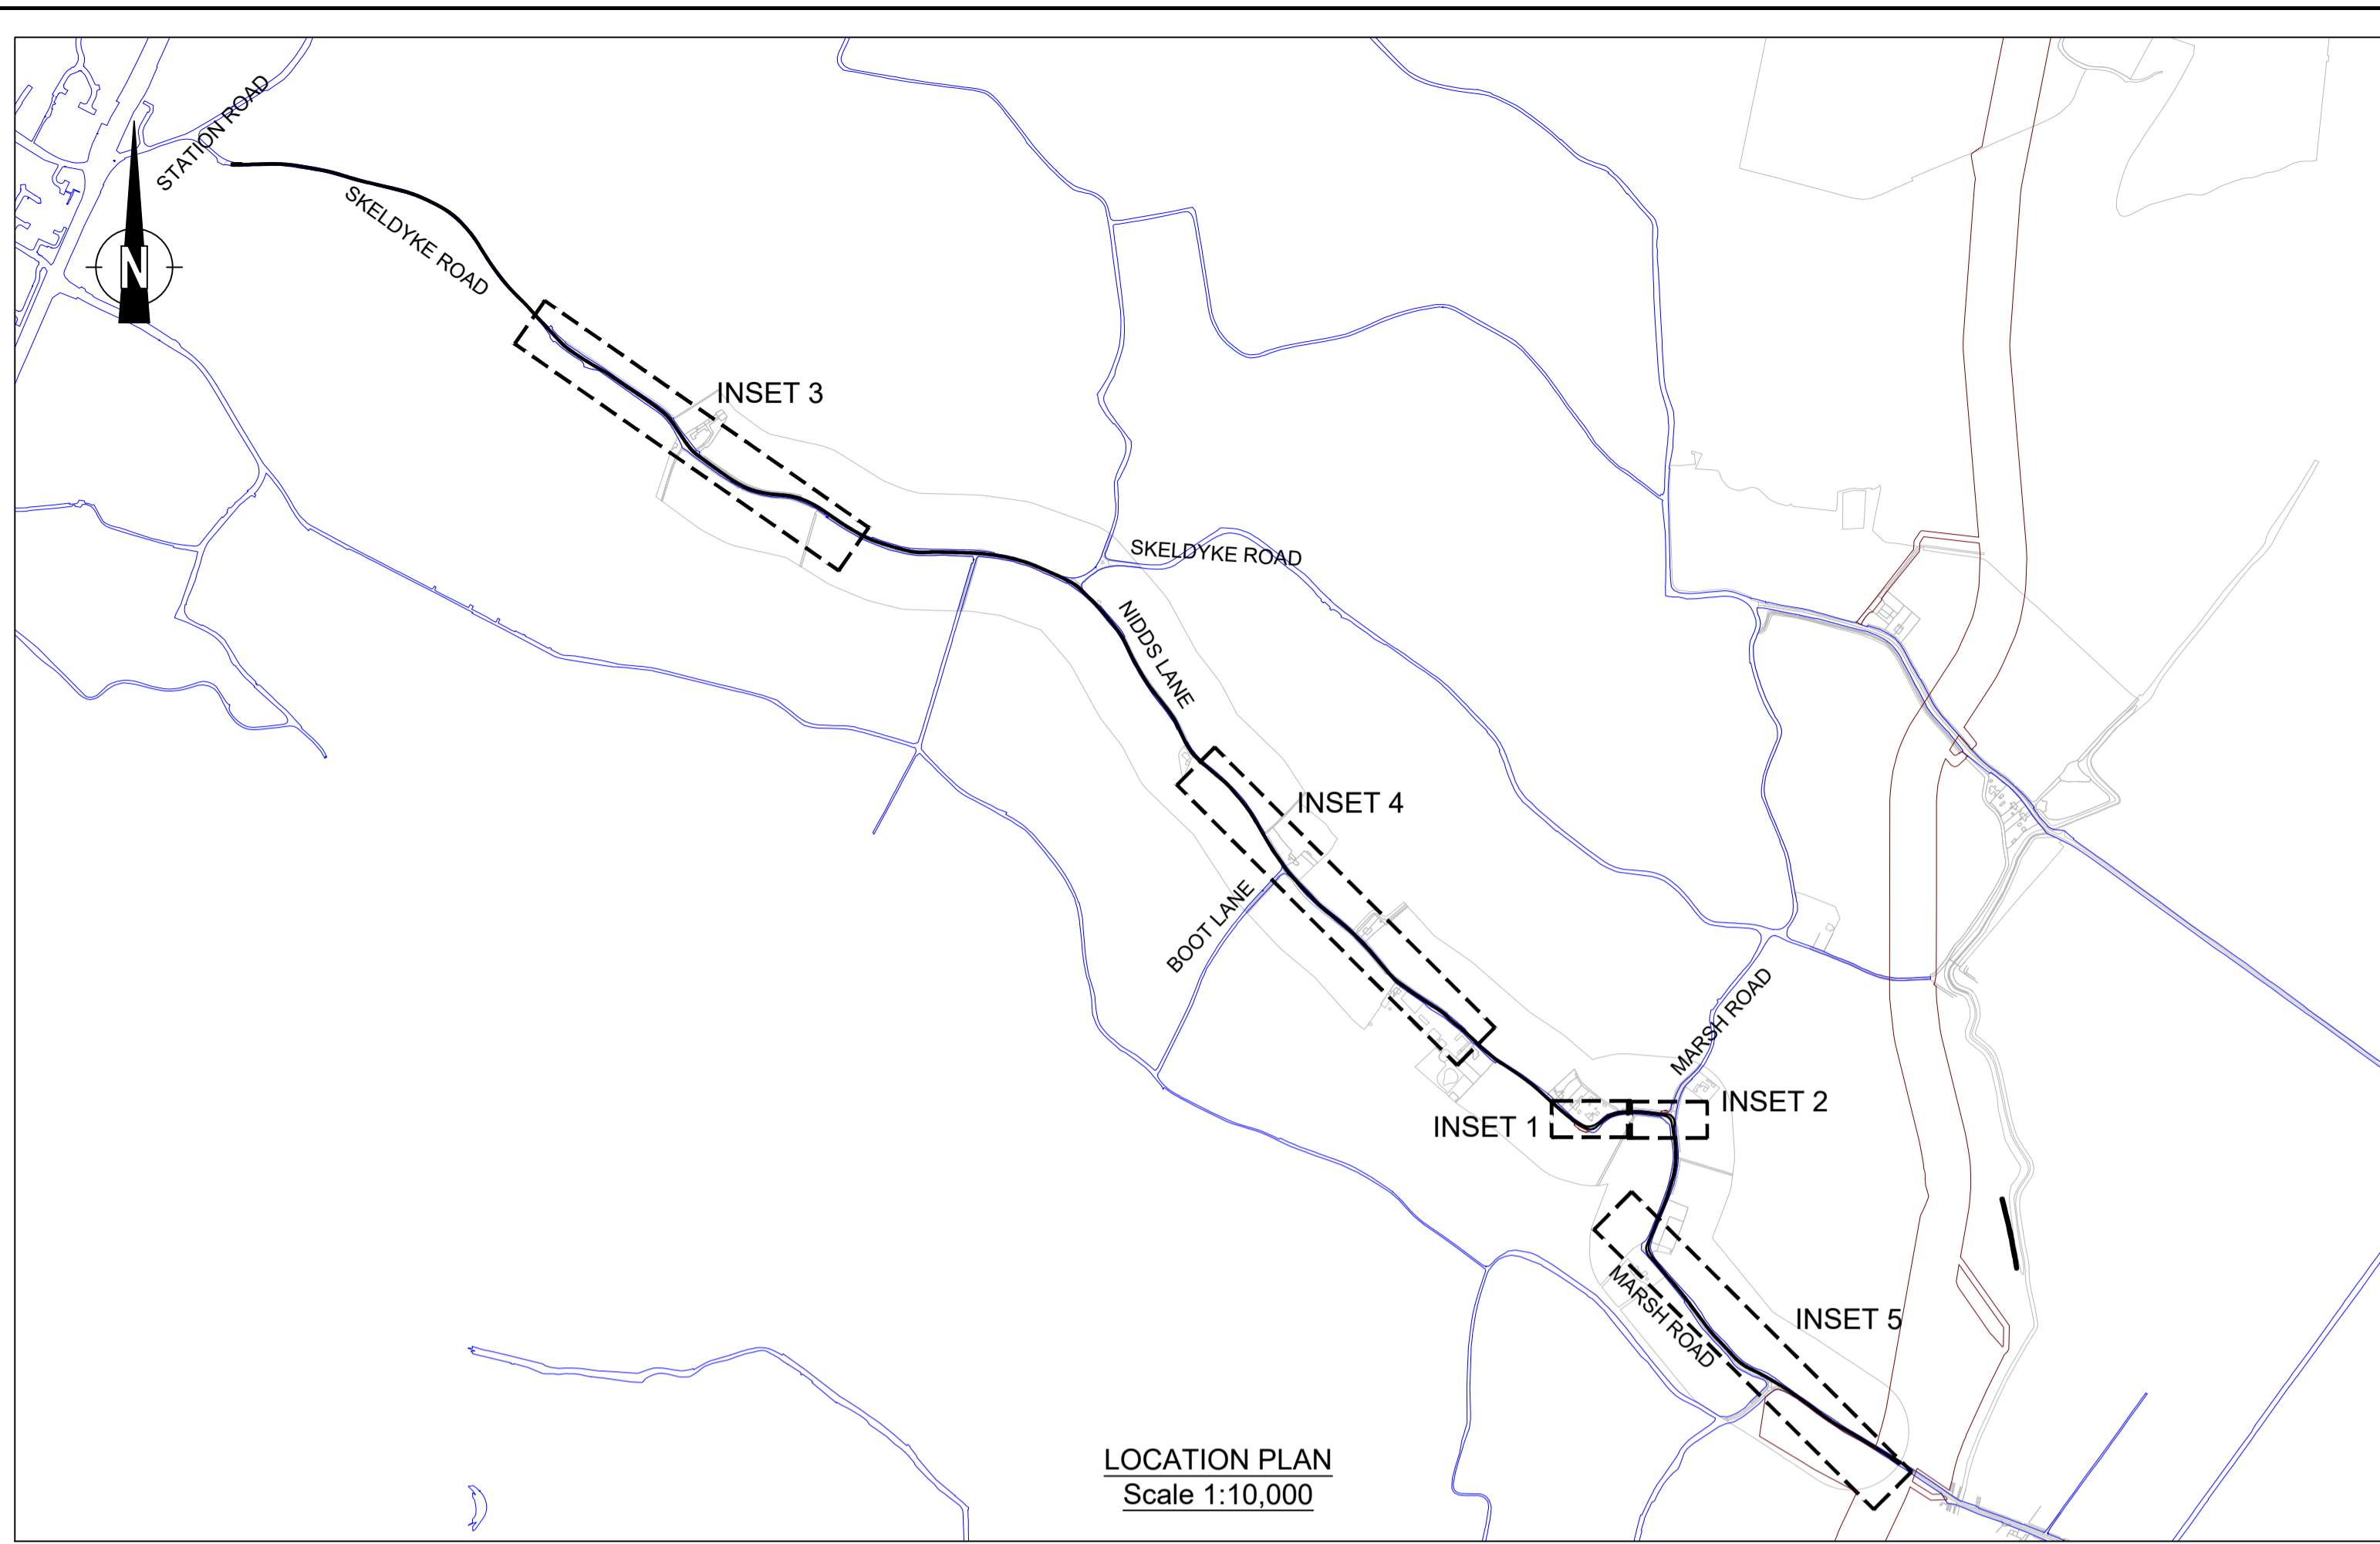 STATION ROAD
SKELDYKE ROAD
N
INSET 3
SKELDYKE ROAD
NIDDS LANE
INSET 4
BOOT LANE
MARSH ROAD
INSET 2
INSET 1
MARSH ROAD
INSET 5
LOCATION PLAN
Scale 1:10,000